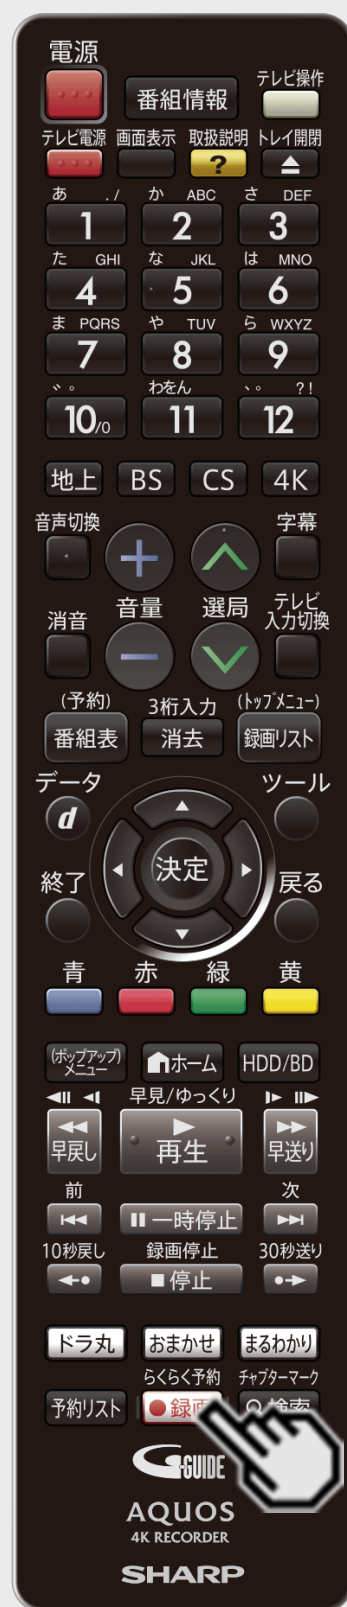 電源
番組情報 テレビ操作
テレビ電源 画面表示 取扱説明 トレイ開閉
?
あ ./ か ABC さ DEF
1 2 3
た GHI な JKL は MNO
4 5 6
ま PQRS や TUV ら WXYZ
7 8 9
゛。 わをん 、。 ?!
10/0 11 12
地上 BS CS 4K
音声切換 字幕
消音 音量 選局 テレビ
入力切換
(予約) 3桁入力 (トップメニュー)
番組表 消去 録画リスト
データ ツール
d 決定
終了 戻る
青 赤 緑 黄
(ポップアップ)
メニュー ホーム HDD/BD
早見/ゆっくり
早戻し 再生 早送り
前 次
一時停止
10秒戻し 録画停止 30秒送り
停止
ドラ丸 おまかせ まるわかり
らくらく予約 チャプターマーク
予約リスト 録画 検索
G-GUIDE
AQUOS
4K RECORDER
SHARP